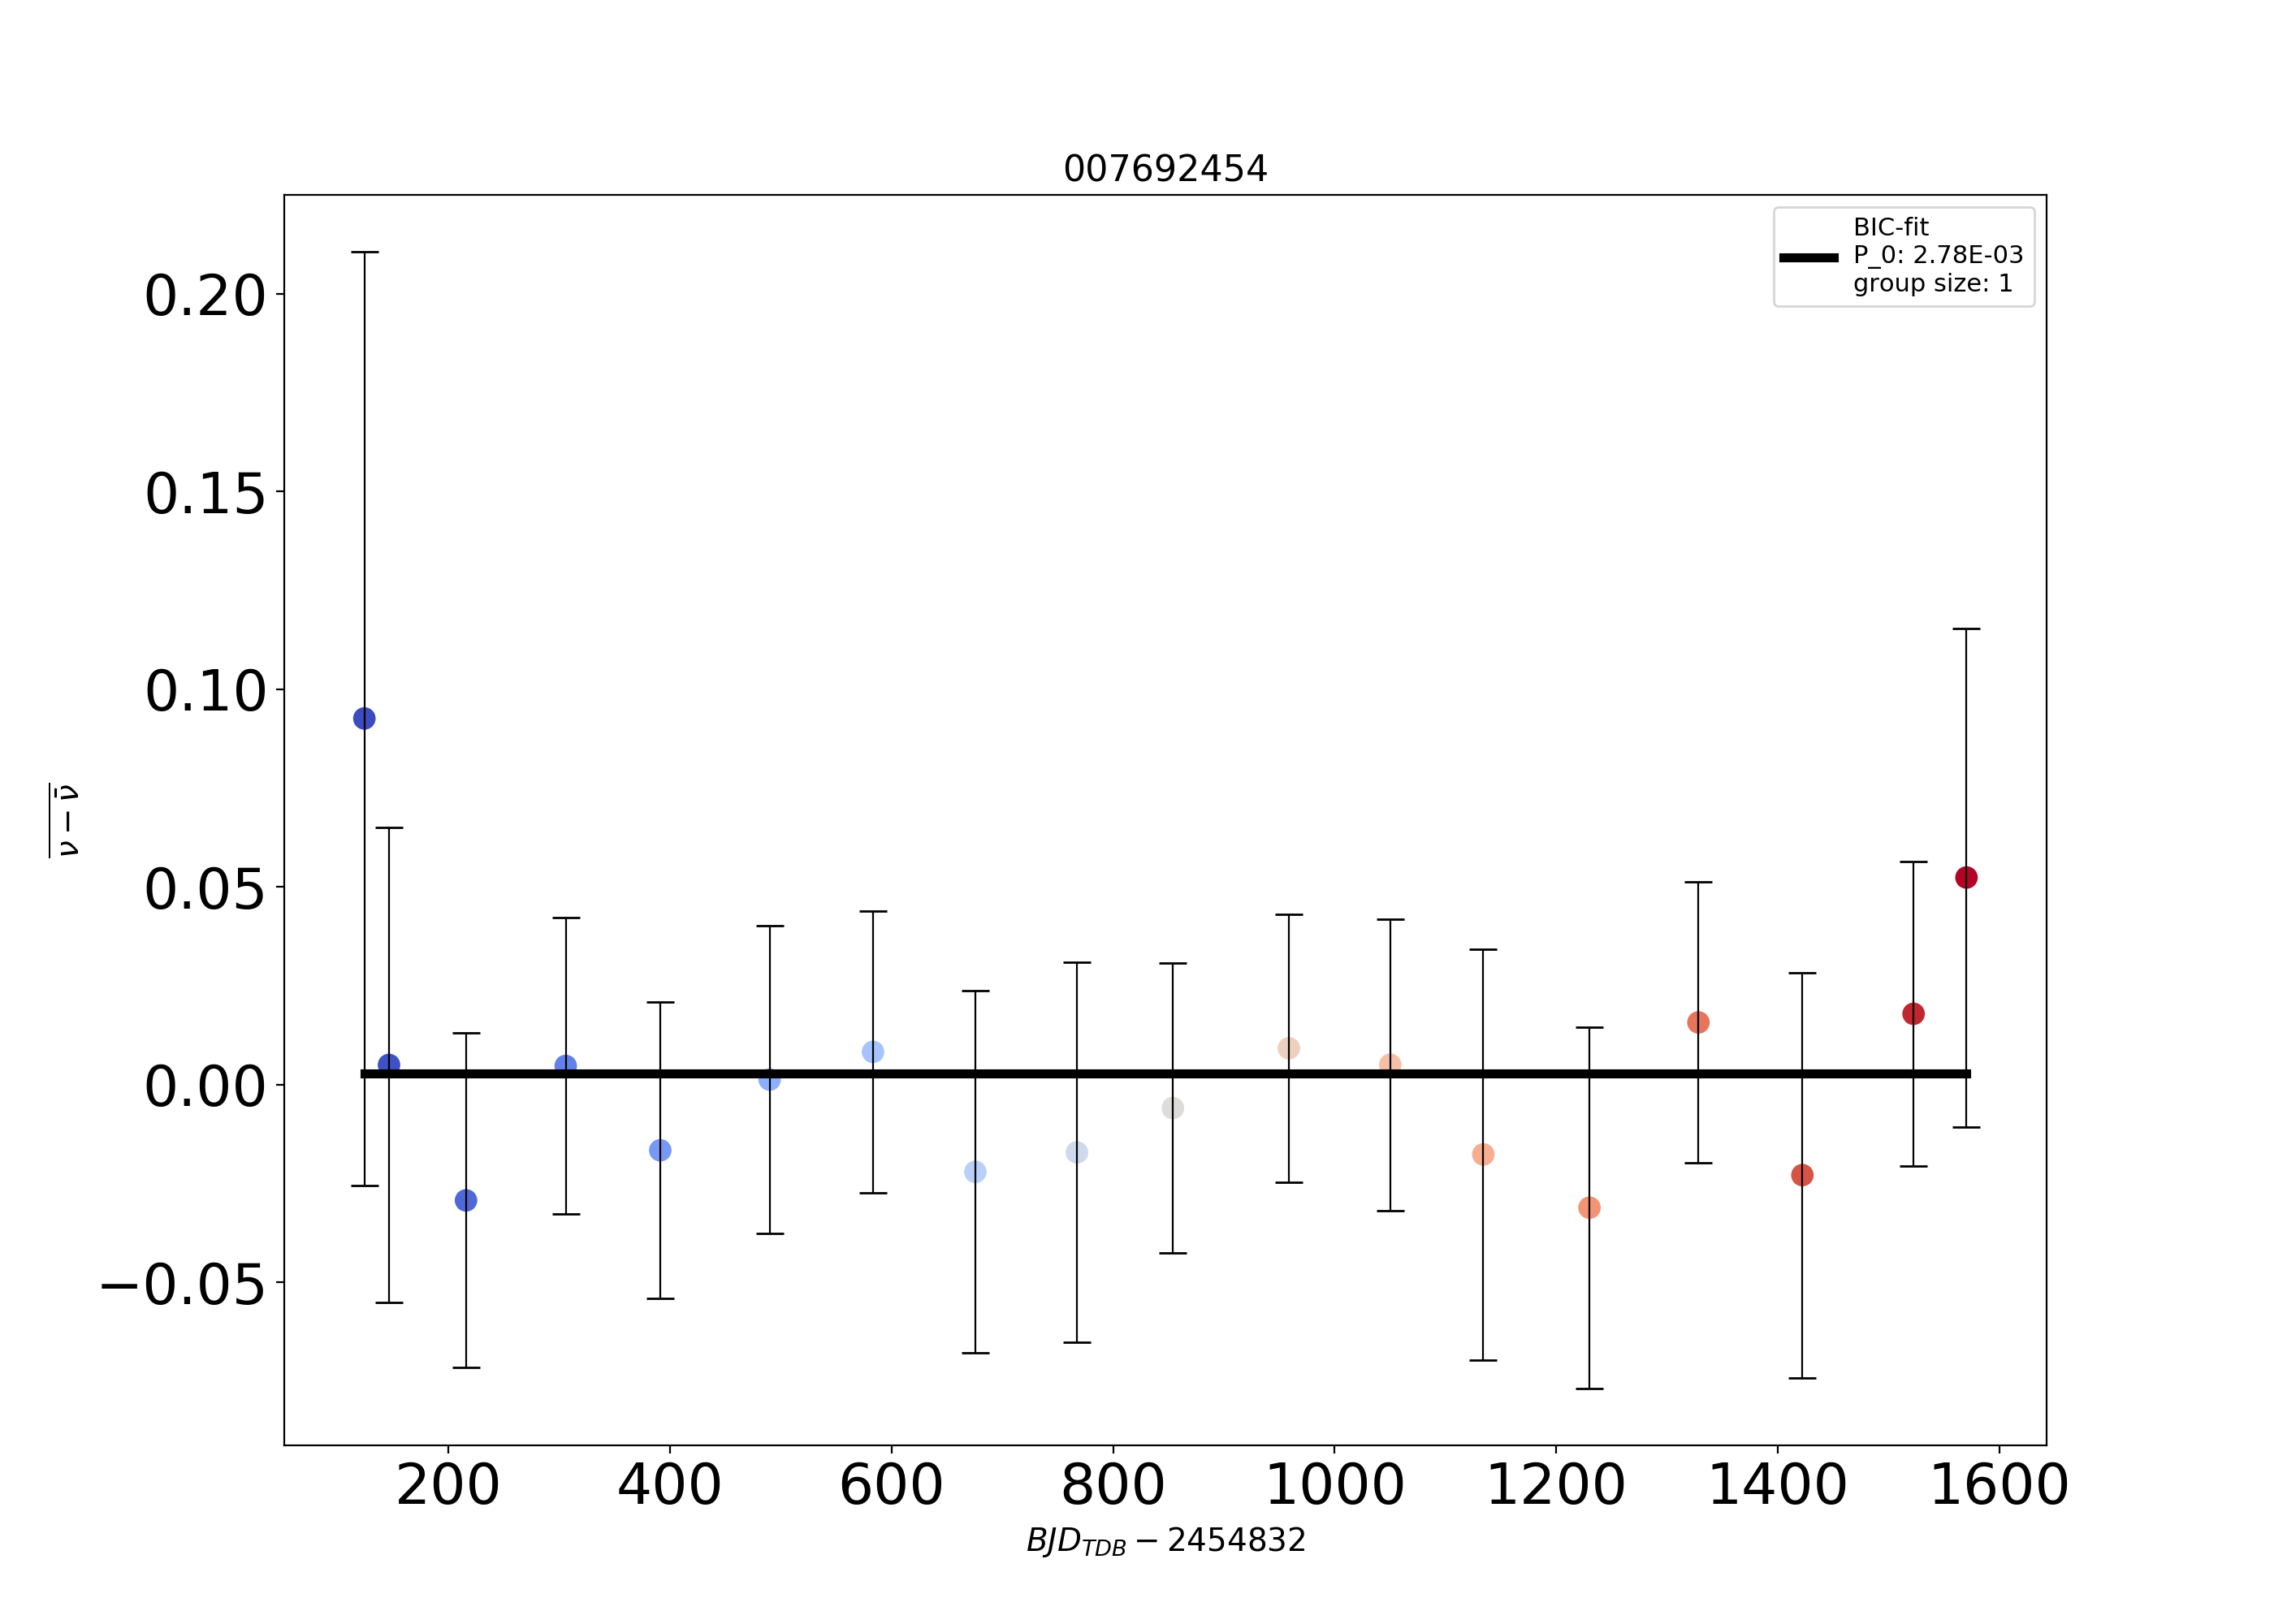 007692454
BIC-fit
P_0: 2.78E-03
group size: 1
0.20
0.15
0.10
0.05
0.00
−0.05
ν − ν̄
200 400 600 800 1000 1200 1400 1600
BJD_TDB − 2454832